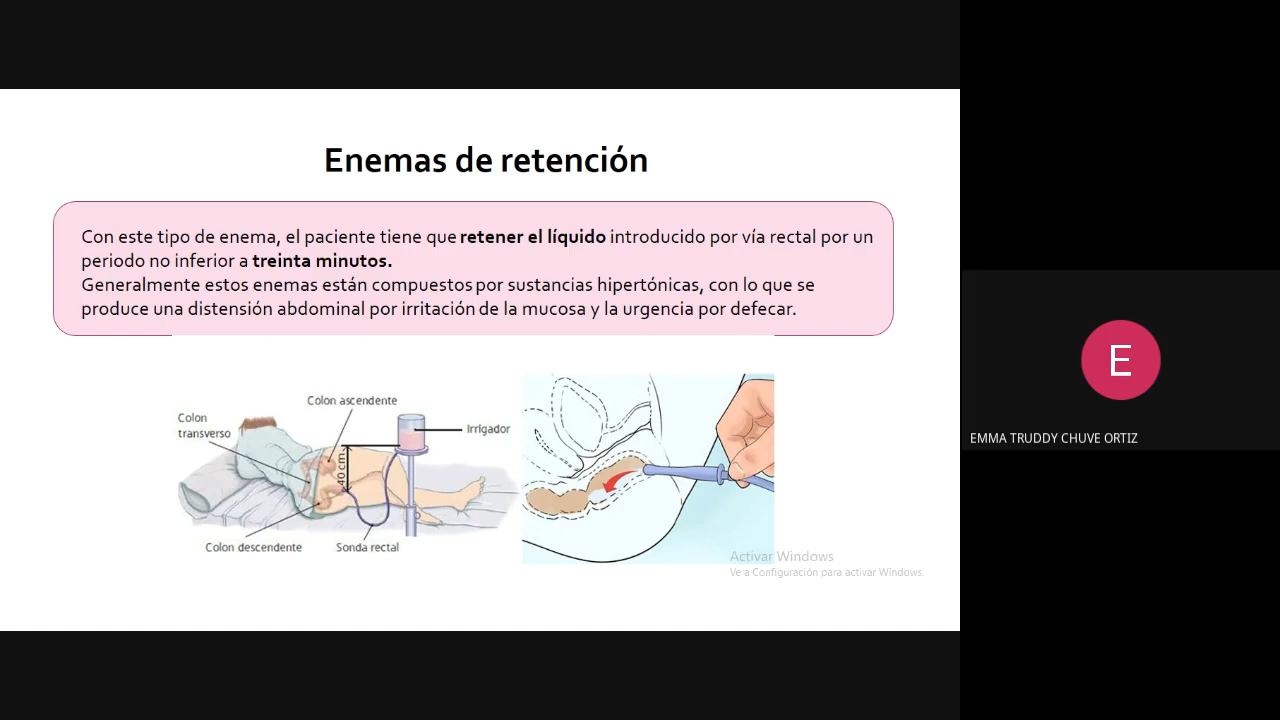 Enemas de retención
Con este tipo de enema, el paciente tiene que retener el líquido introducido por vía rectal por un
periodo no inferior a treinta minutos.
Generalmente estos enemas están compuestos por sustancias hipertónicas, con lo que se
produce una distensión abdominal por irritación de la mucosa y la urgencia por defecar.
Colon ascendente
Colon
transverso
Irrigador
40 cm
Colon descendente
Sonda rectal
Activar Windows
Ve a Configuración para activar Windows.
E
EMMA TRUDDY CHUVE ORTIZ